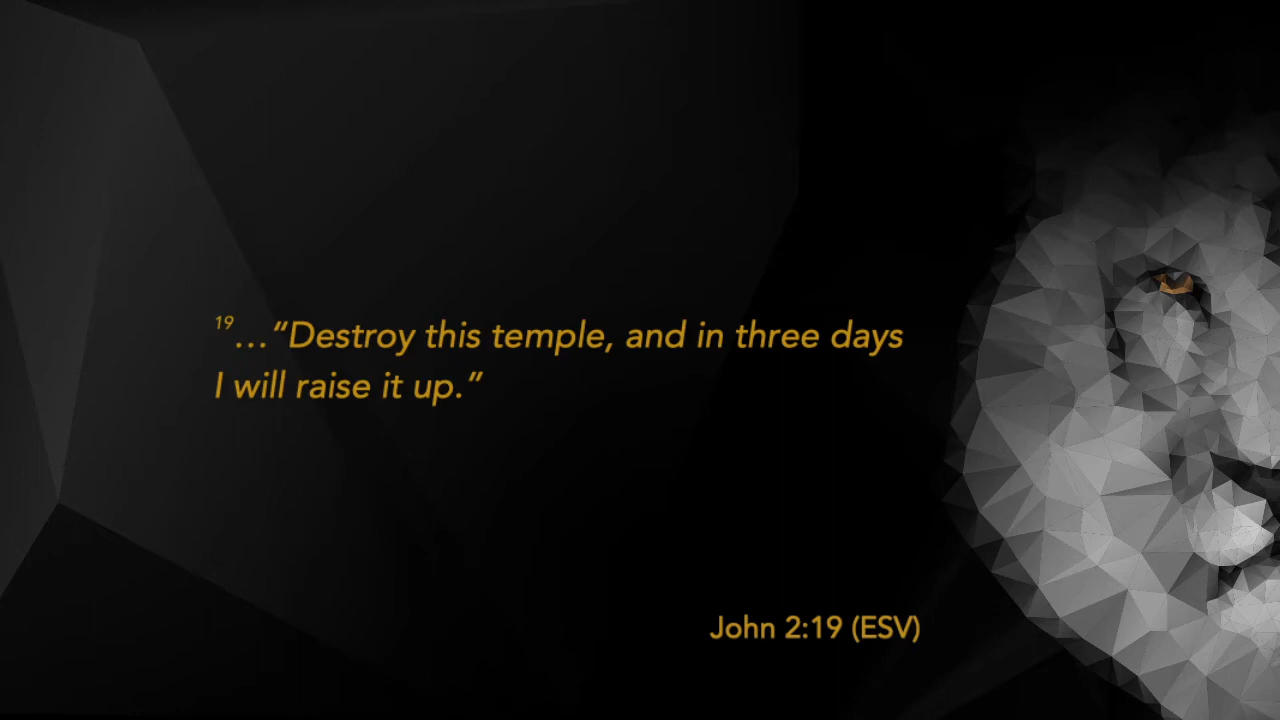 19…“Destroy this temple, and in three days
I will raise it up.”
John 2:19 (ESV)